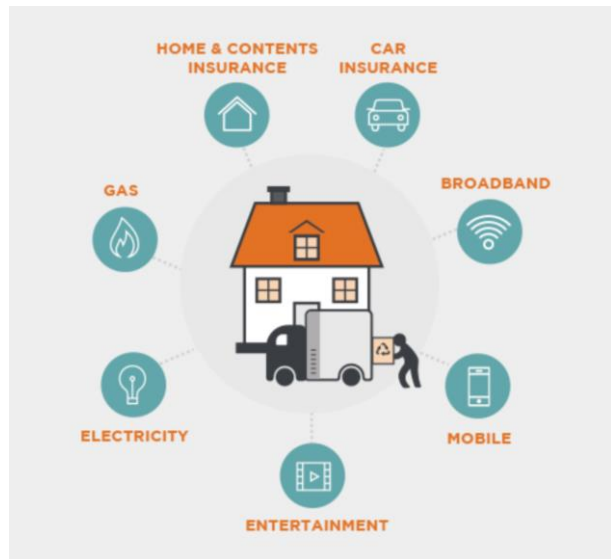 HOME & CONTENTS
INSURANCE
CAR
INSURANCE
GAS
BROADBAND
ELECTRICITY
MOBILE
ENTERTAINMENT